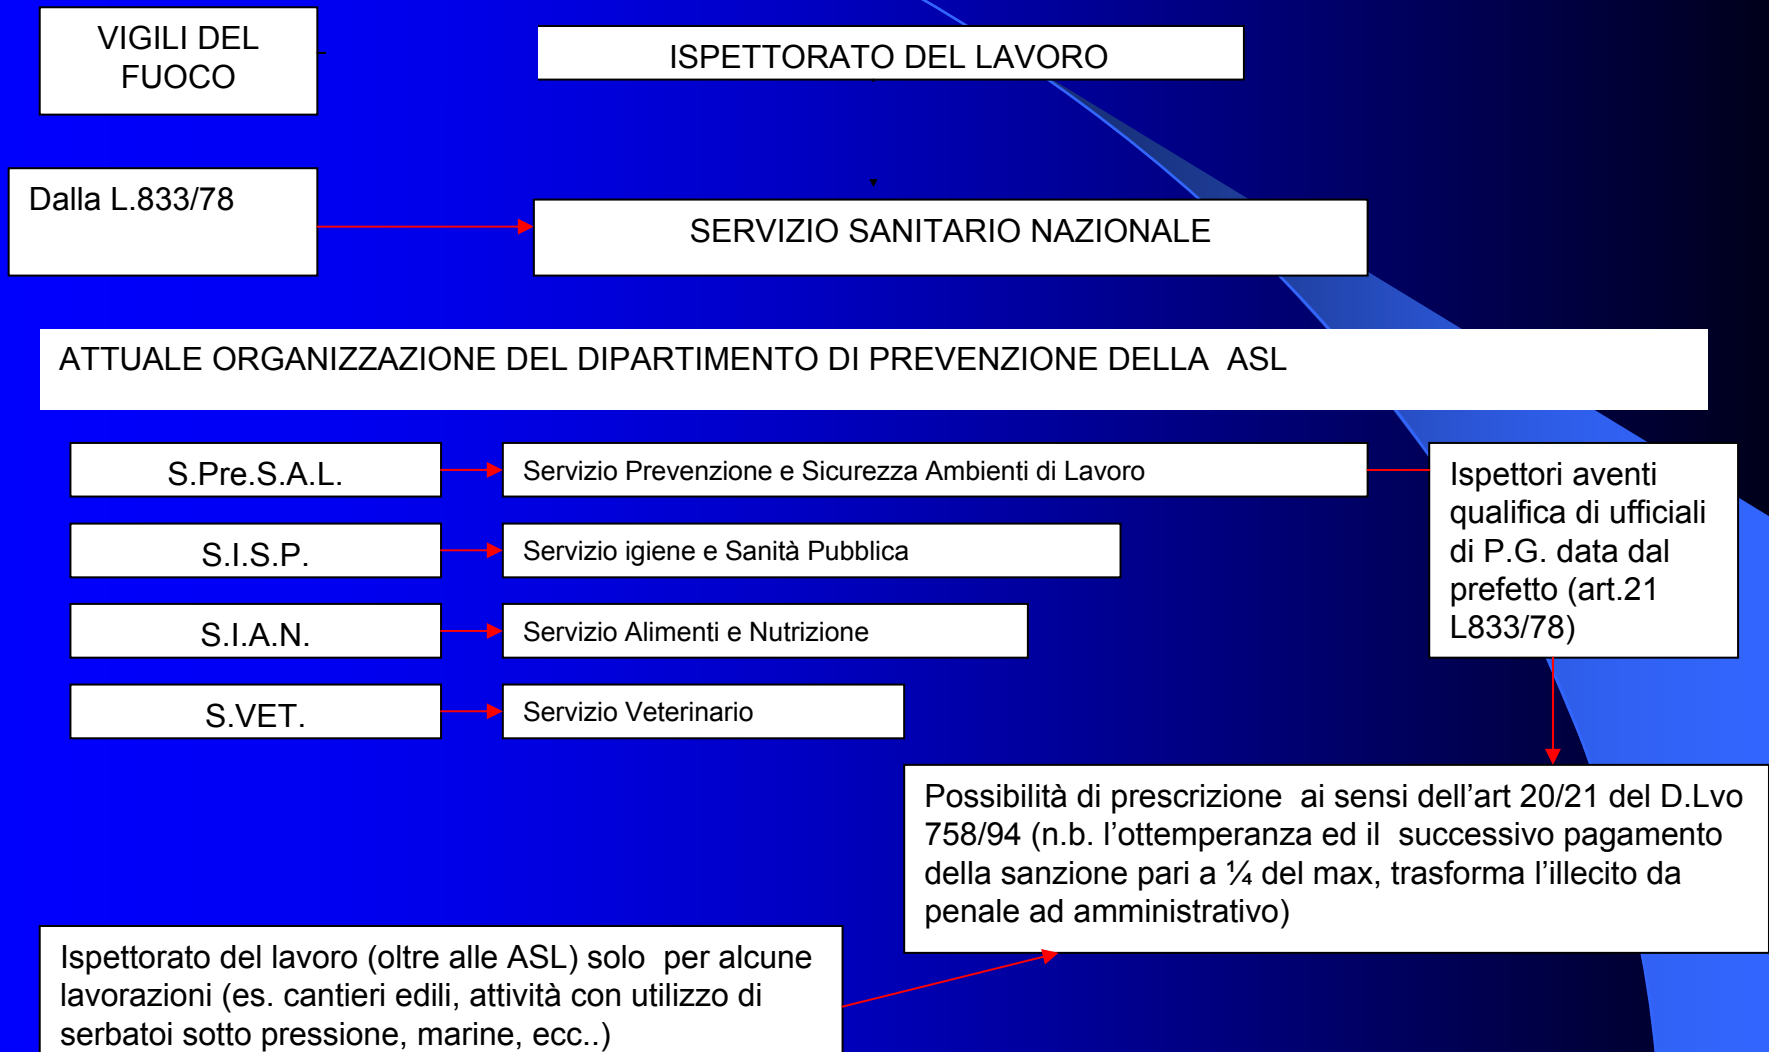 VIGILI DEL
FUOCO
ISPETTORATO DEL LAVORO
Dalla L.833/78
SERVIZIO SANITARIO NAZIONALE
ATTUALE ORGANIZZAZIONE DEL DIPARTIMENTO DI PREVENZIONE DELLA ASL
S.Pre.S.A.L.
Servizio Prevenzione e Sicurezza Ambienti di Lavoro
S.I.S.P.
Servizio igiene e Sanità Pubblica
S.I.A.N.
Servizio Alimenti e Nutrizione
S.VET.
Servizio Veterinario
Ispettori aventi
qualifica di ufficiali
di P.G. data dal
prefetto (art.21
L833/78)
Possibilità di prescrizione ai sensi dell’art 20/21 del D.Lvo
758/94 (n.b. l’ottemperanza ed il successivo pagamento
della sanzione pari a ¼ del max, trasforma l’illecito da
penale ad amministrativo)
Ispettorato del lavoro (oltre alle ASL) solo per alcune
lavorazioni (es. cantieri edili, attività con utilizzo di
serbatoi sotto pressione, marine, ecc..)